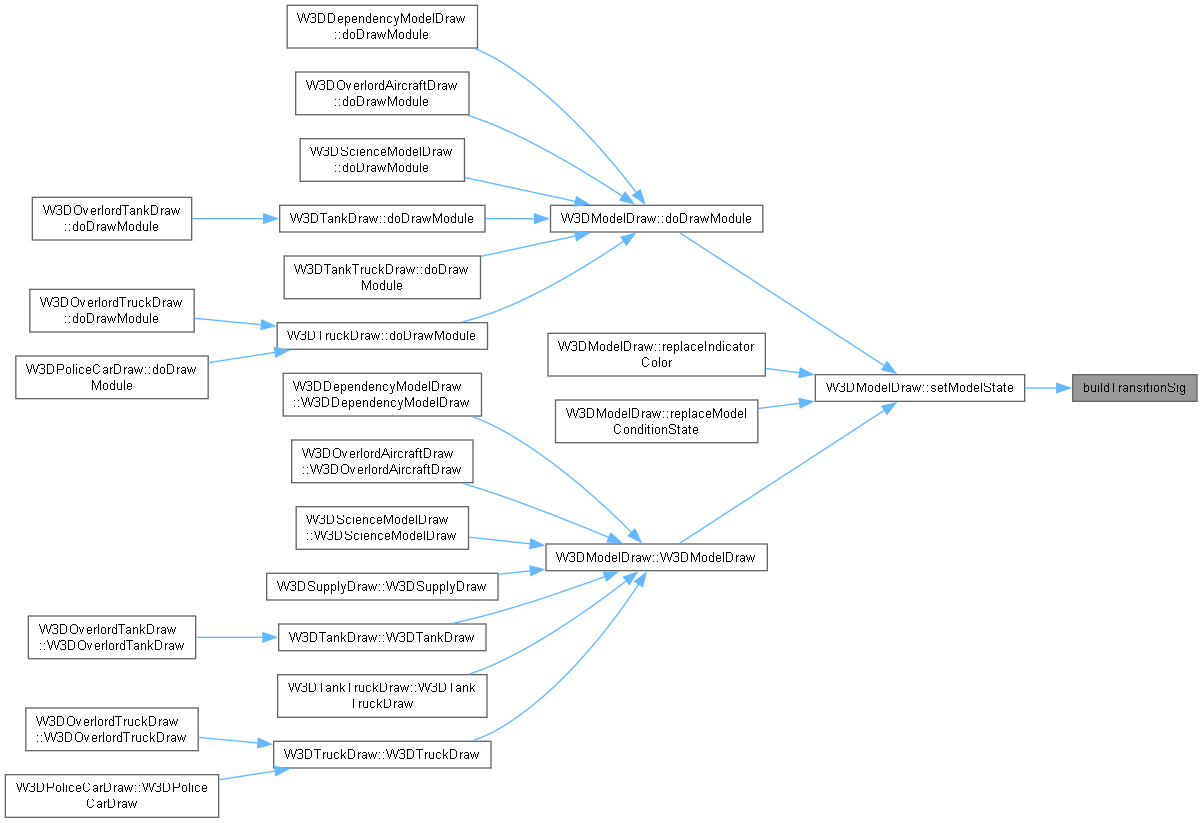 W3DDependencyModelDraw
::doDrawModule
W3DOverlordAircraftDraw
::doDrawModule
W3DScienceModelDraw
::doDrawModule
W3DOverlordTankDraw
::doDrawModule
W3DTankDraw::doDrawModule
W3DModelDraw::doDrawModule
W3DTankTruckDraw::doDraw
Module
W3DOverlordTruckDraw
::doDrawModule
W3DTruckDraw::doDrawModule
W3DPoliceCarDraw::doDraw
Module
W3DModelDraw::replaceIndicator
Color
W3DModelDraw::setModelState
buildTransitionSig
W3DModelDraw::replaceModel
ConditionState
W3DDependencyModelDraw
::W3DDependencyModelDraw
W3DOverlordAircraftDraw
::W3DOverlordAircraftDraw
W3DScienceModelDraw
::W3DScienceModelDraw
W3DModelDraw::W3DModelDraw
W3DSupplyDraw::W3DSupplyDraw
W3DOverlordTankDraw
::W3DOverlordTankDraw
W3DTankDraw::W3DTankDraw
W3DTankTruckDraw::W3DTank
TruckDraw
W3DOverlordTruckDraw
::W3DOverlordTruckDraw
W3DTruckDraw::W3DTruckDraw
W3DPoliceCarDraw::W3DPolice
CarDraw